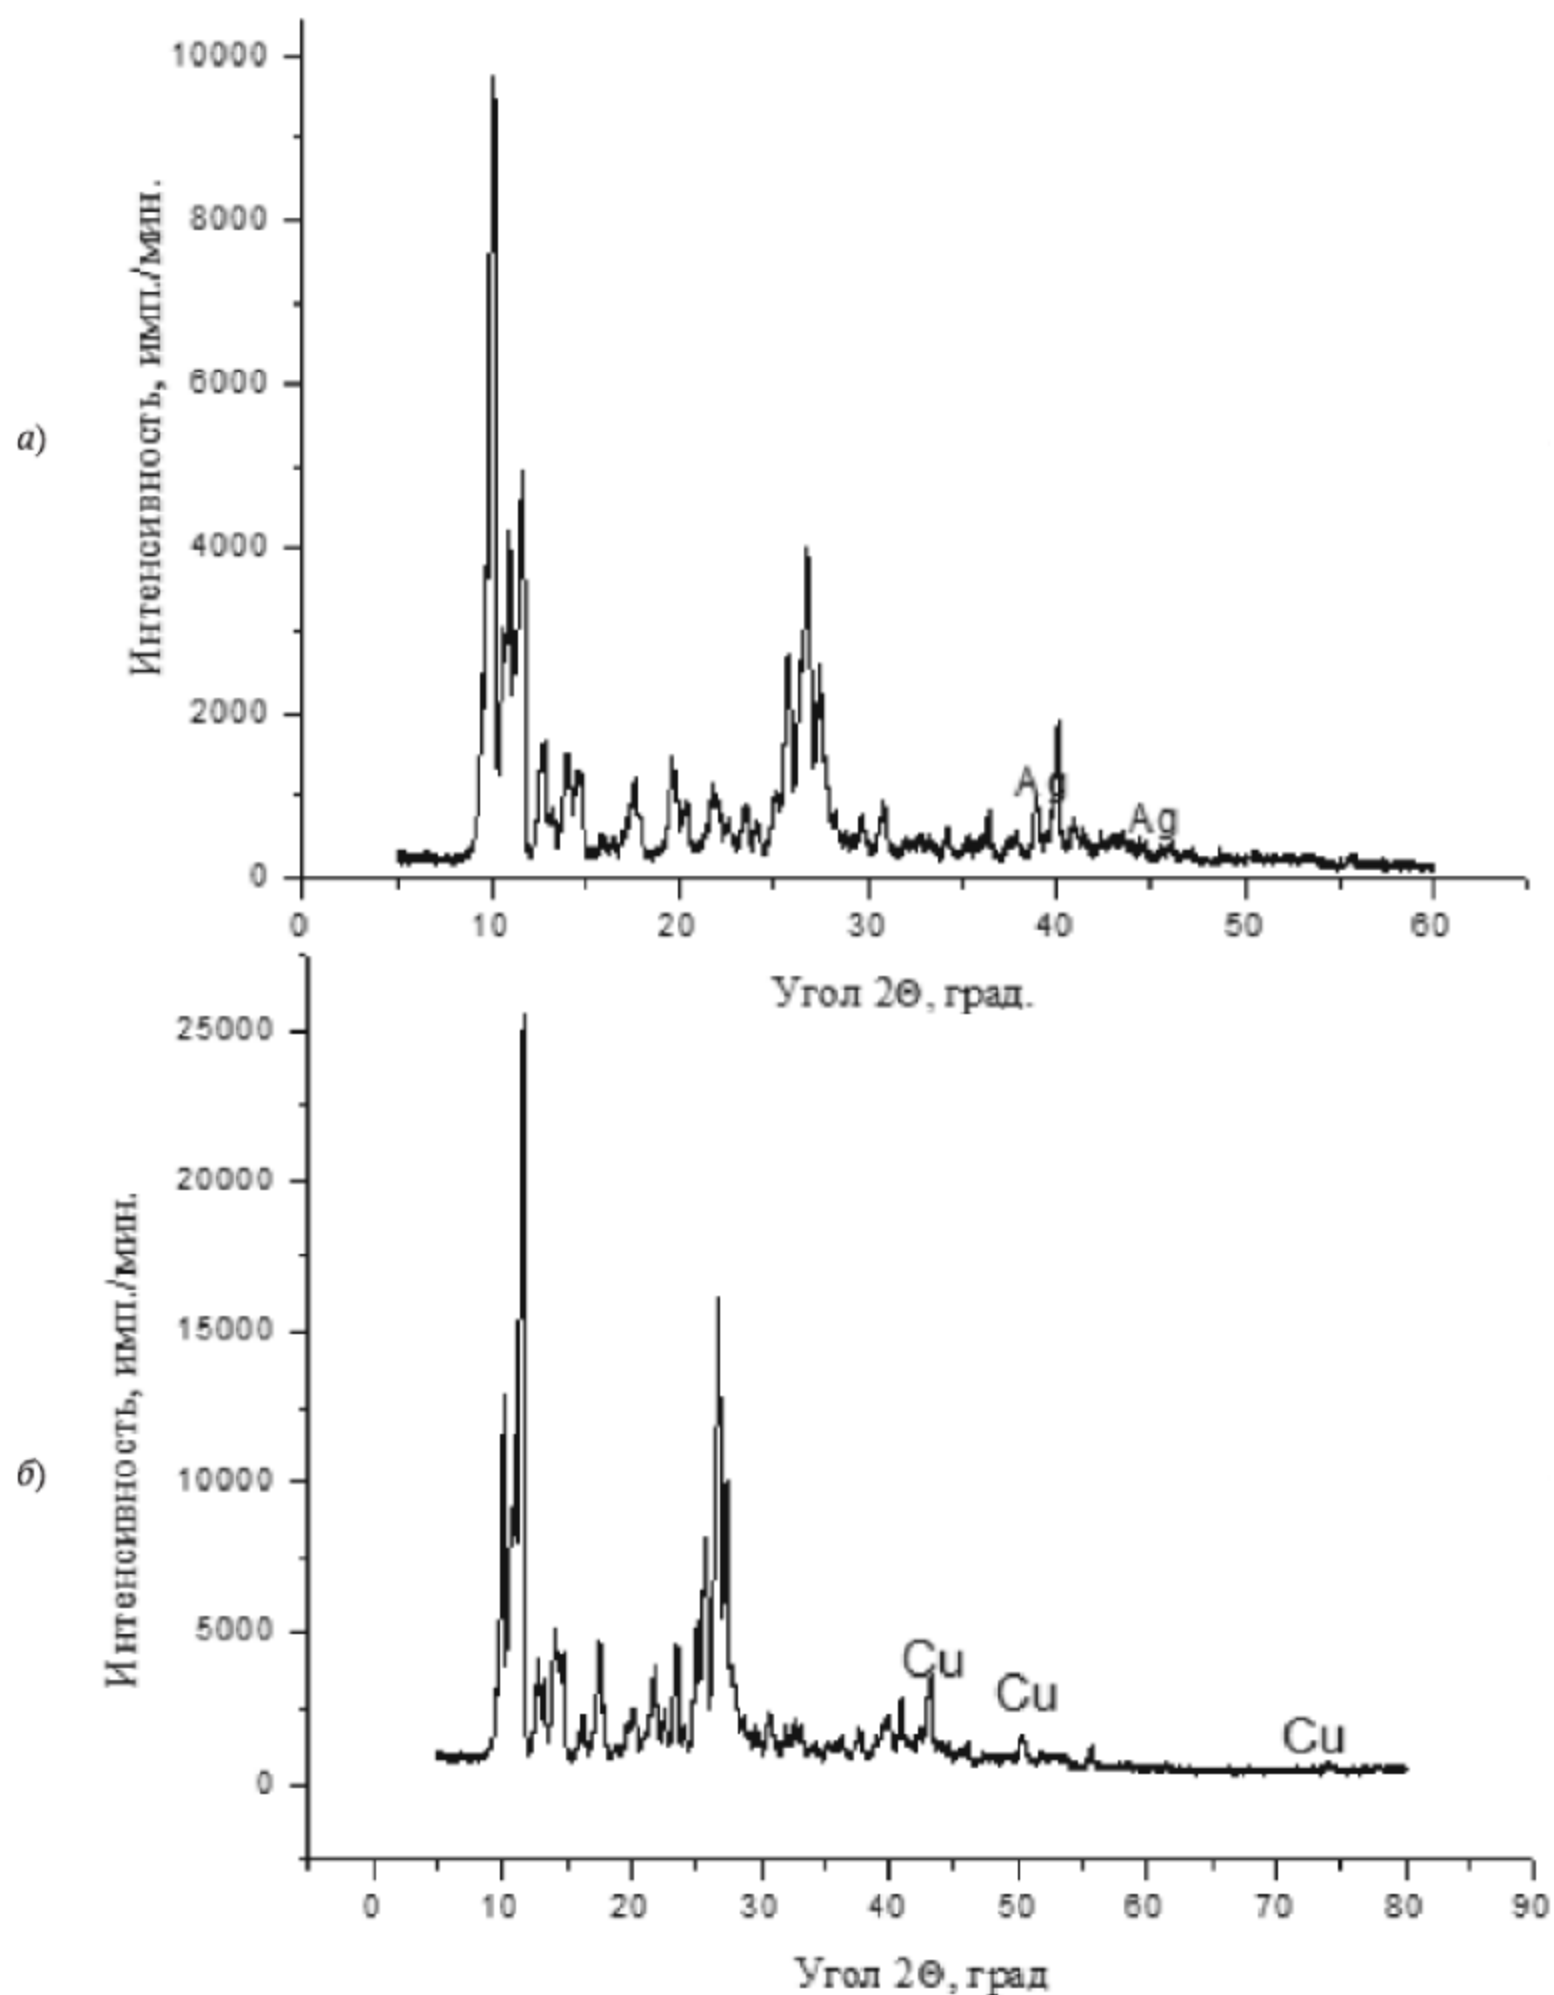 а)
Интенсивность, имп./мин.
10000
8000
6000
4000
2000
0
Ag
Ag
0 10 20 30 40 50 60
Угол 2Θ, град.
б)
Интенсивность, имп./мин.
25000
20000
15000
10000
5000
0
Cu
Cu
Cu
0 10 20 30 40 50 60 70 80 90
Угол 2Θ, град